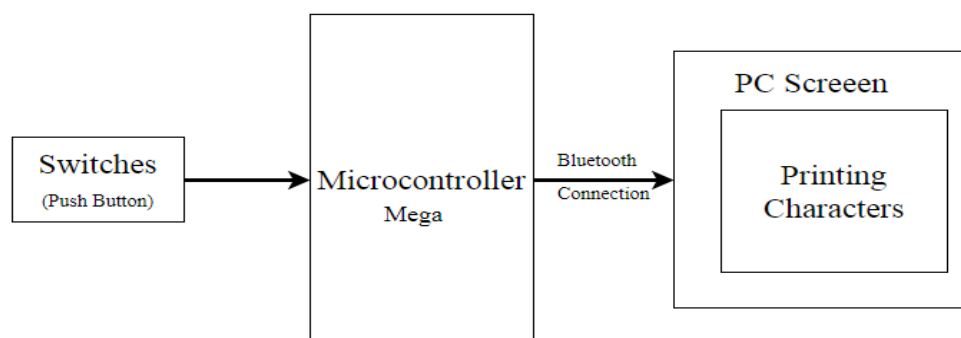 Switches
(Push Button)
Microcontroller
Mega
Bluetooth
Connection
PC Screeen
Printing
Characters